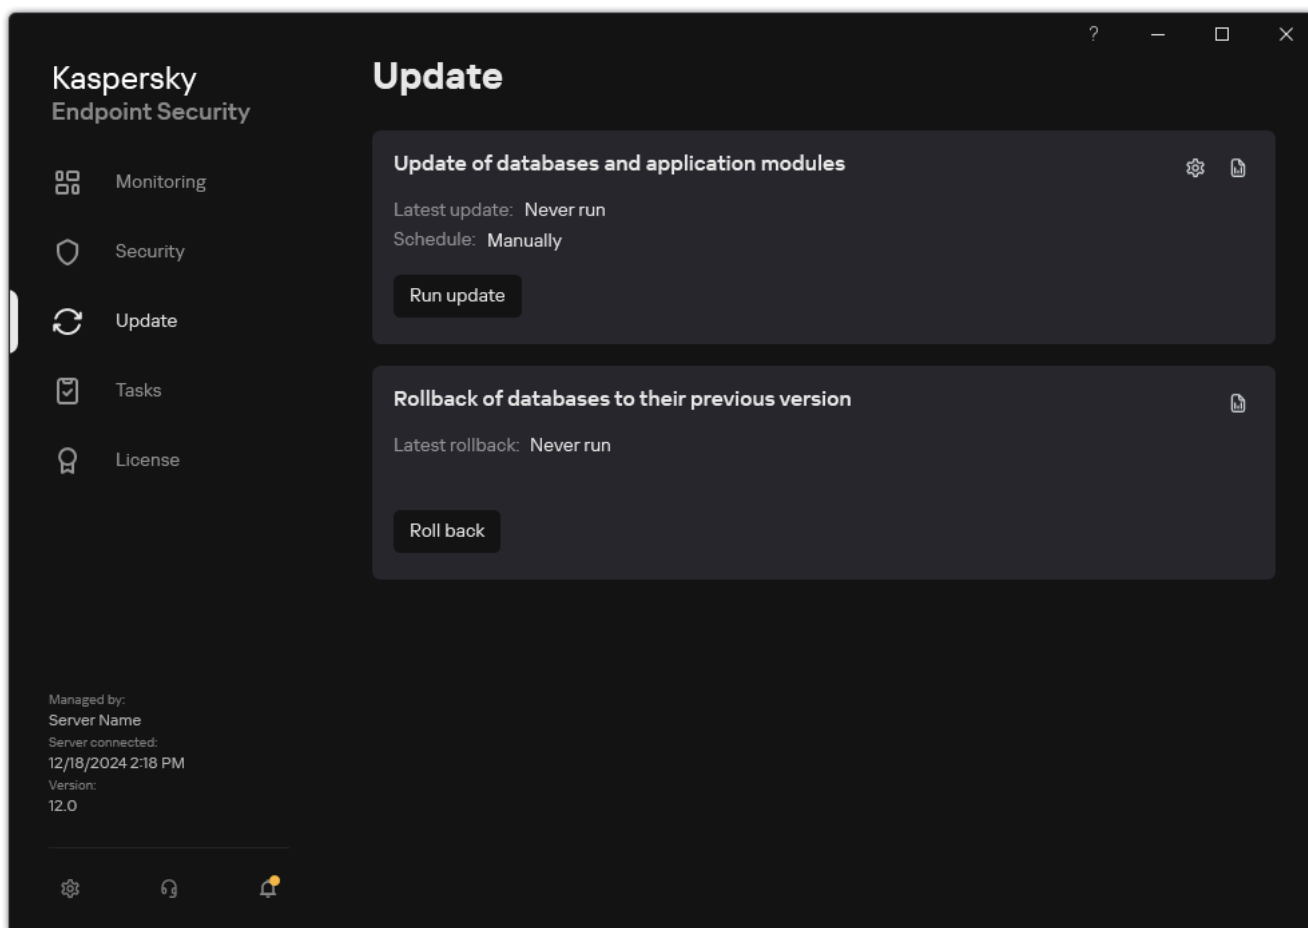 ?
Kaspersky
Endpoint Security
Monitoring
Security
Update
Tasks
License
Managed by:
Server Name
Server connected:
12/18/2024 2:18 PM
Version:
12.0
Update
Update of databases and application modules
Latest update: Never run
Schedule: Manually
Run update
Rollback of databases to their previous version
Latest rollback: Never run
Roll back